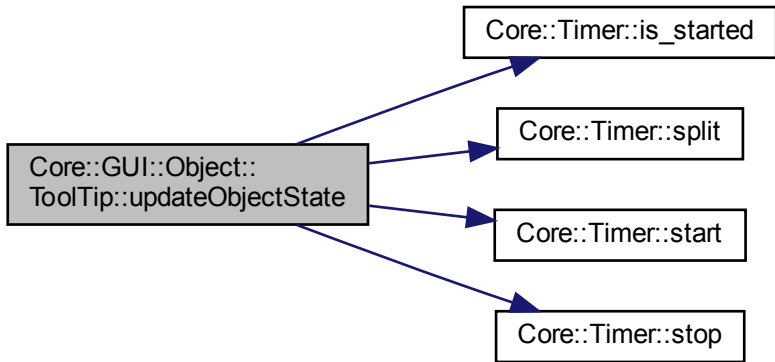 Core::Timer::is_started
Core::Timer::split
Core::GUI::Object::
ToolTip::updateObjectState
Core::Timer::start
Core::Timer::stop